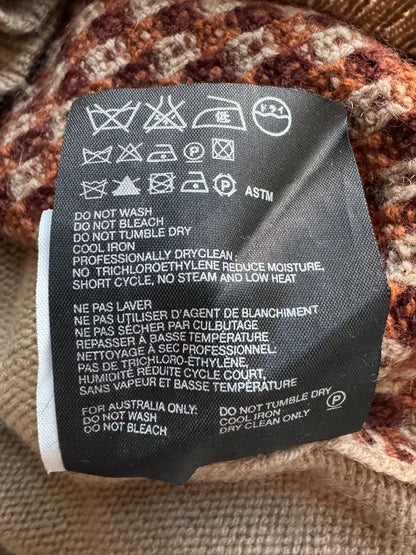 低
ドライ
P
P
ASTM
DO NOT WASH
DO NOT BLEACH
DO NOT TUMBLE DRY
COOL IRON
PROFESSIONALLY DRYCLEAN:
NO TRICHLOROETHYLENE REDUCE MOISTURE,
SHORT CYCLE, NO STEAM AND LOW HEAT
NE PAS LAVER
NE PAS UTILISER D'AGENT DE BLANCHIMENT
NE PAS SÉCHER PAR CULBUTAGE
REPASSER À BASSE TEMPÉRATURE
NETTOYAGE À SEC PROFESSIONNEL:
PAS DE TRICHLORO-ÉTHYLÈNE,
HUMIDITÉ RÉDUITE CYCLE COURT,
SANS VAPEUR ET BASSE TEMPÉRATURE
FOR AUSTRALIA ONLY:
DO NOT WASH
DO NOT BLEACH
DO NOT TUMBLE DRY
COOL IRON
DRY CLEAN ONLY
P